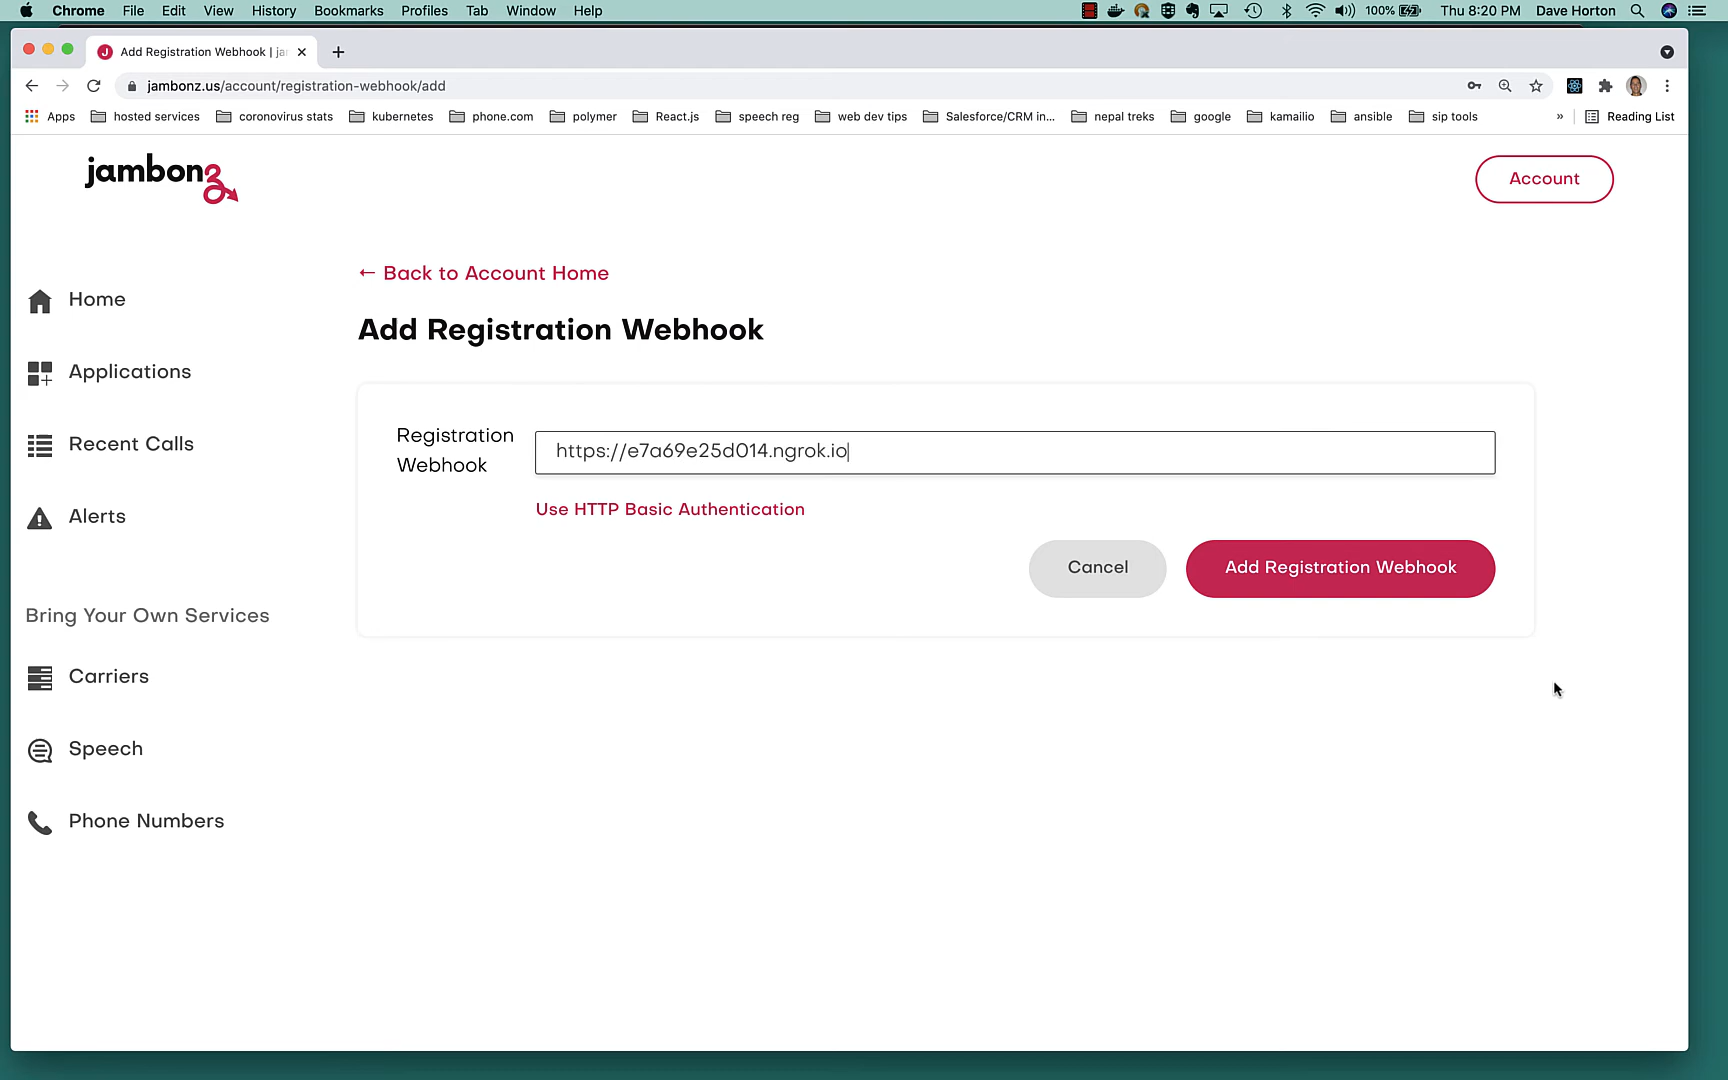 Chrome File Edit View History Bookmarks Profiles Tab Window Help 100% Thu 8:20 PM Dave Horton
Add Registration Webhook | ja
jambonz.us/account/registration-webhook/add
Apps hosted services coronovirus stats kubernetes phone.com polymer React.js speech reg web dev tips Salesforce/CRM in... nepal treks google kamailio ansible sip tools » Reading List
jambonz
Account
← Back to Account Home
Home
Add Registration Webhook
Applications
Registration
Webhook
https://e7a69e25d014.ngrok.io
Recent Calls
Use HTTP Basic Authentication
Alerts
Cancel
Add Registration Webhook
Bring Your Own Services
Carriers
Speech
Phone Numbers